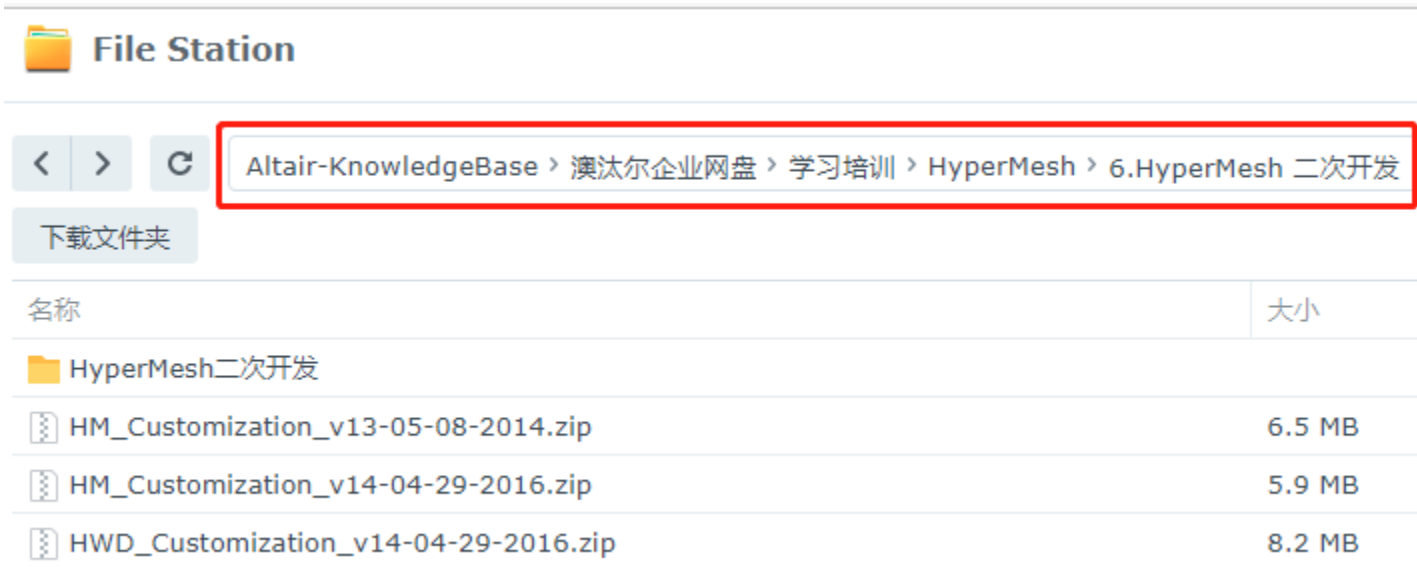 File Station
Altair-KnowledgeBase › 澳汰尔企业网盘 › 学习培训 › HyperMesh › 6.HyperMesh 二次开发
下载文件夹
名称 大小
HyperMesh二次开发
HM_Customization_v13-05-08-2014.zip 6.5 MB
HM_Customization_v14-04-29-2016.zip 5.9 MB
HWD_Customization_v14-04-29-2016.zip 8.2 MB